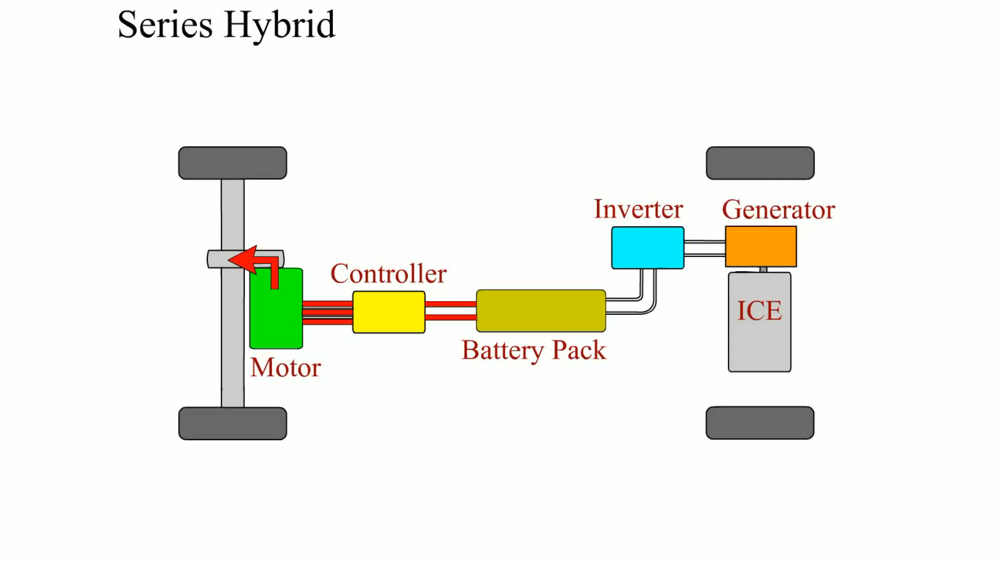 Series Hybrid
Inverter
Generator
Controller
ICE
Battery Pack
Motor